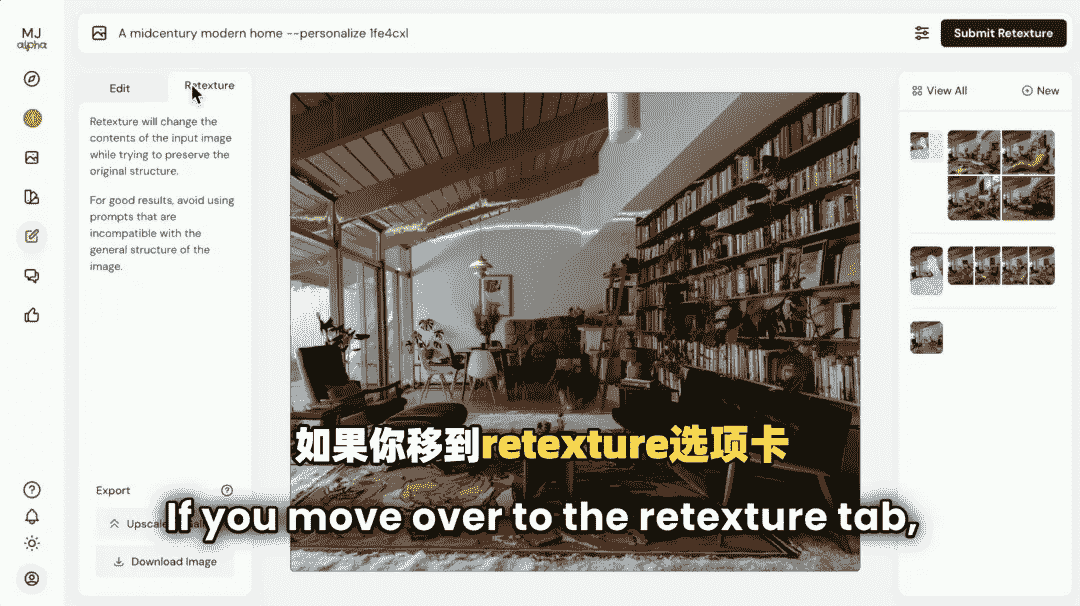 MJ
alpha
A midcentury modern home --personalize 1fe4cxl
Submit Retexture
Edit
Retexture
Retexture will change the
contents of the input image
while trying to preserve the
original structure.
For good results, avoid using
prompts that are
incompatible with the
general structure of the
image.
View All
New
如果你移到retexture选项卡
If you move over to the retexture tab,
Export
Upscale
Download Image